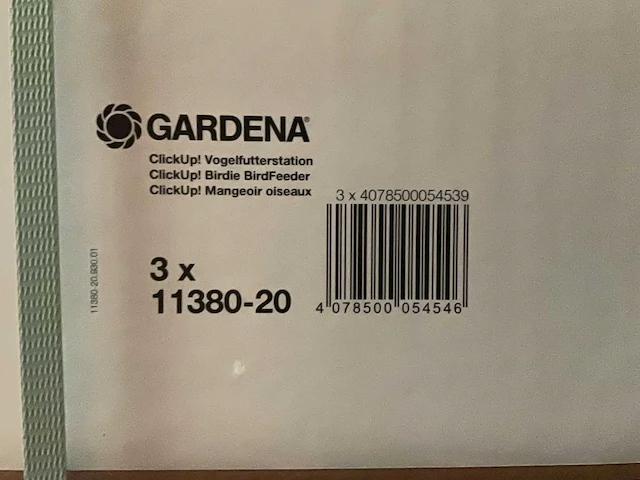 GARDENA®
ClickUp! Vogelfutterstation
ClickUp! Birdie BirdFeeder
ClickUp! Mangeoir oiseaux
3 x 4078500054539
3 x
11380-20
4 078500 054546
11380-20.930.01